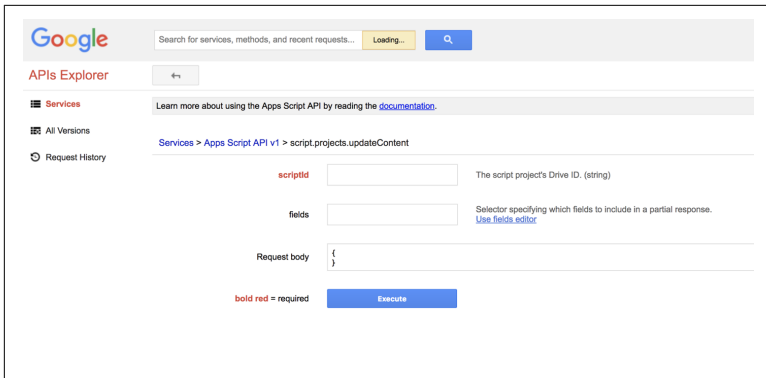 Google
Search for services, methods, and recent requests... Loading...
APIs Explorer
Services
Learn more about using the Apps Script API by reading the documentation.
All Versions
Services > Apps Script API v1 > script.projects.updateContent
Request History
scriptId The script project's Drive ID. (string)
fields Selector specifying which fields to include in a partial response.
Use fields editor
Request body {
}
bold red = required Execute